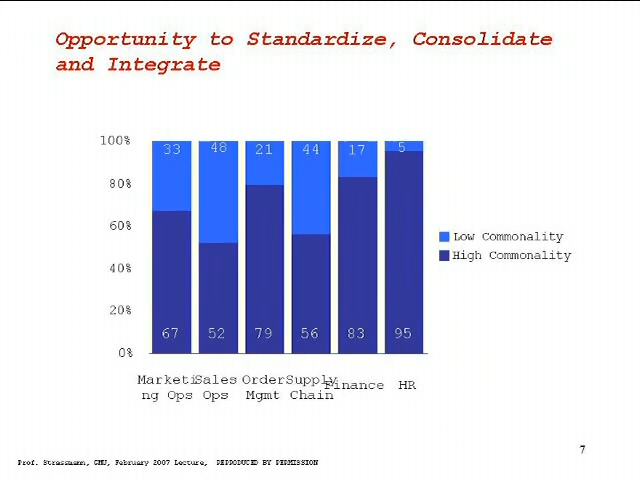 Opportunity to Standardize, Consolidate
and Integrate
100%
33 48 21 44 17 5
80%
60%
Low Commonality
High Commonality
40%
20%
67 52 79 56 83 95
0%
Marketi Sales Order Supply Finance HR
ng Ops Ops Mgmt Chain
7
Prof. Strassmann, GMU, February 2007 Lecture, REPRODUCED BY PERMISSION